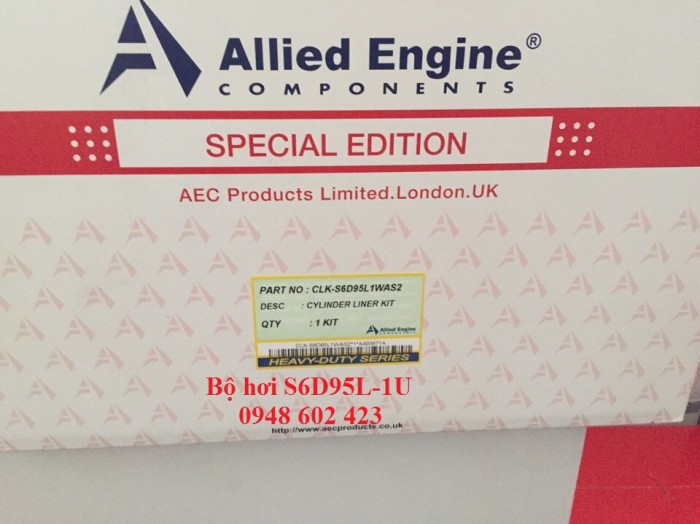 Allied Engine®
COMPONENTS
SPECIAL EDITION
AEC Products Limited.London.UK
PART NO : CLK-S6D95L1WAS2
DESC : CYLINDER LINER KIT
QTY : 1 KIT
Allied Engine
COMPONENTS
HEAVY-DUTY SERIES
Bộ hơi S6D95L-1U
0948 602 423
http://www.aecproducts.co.uk